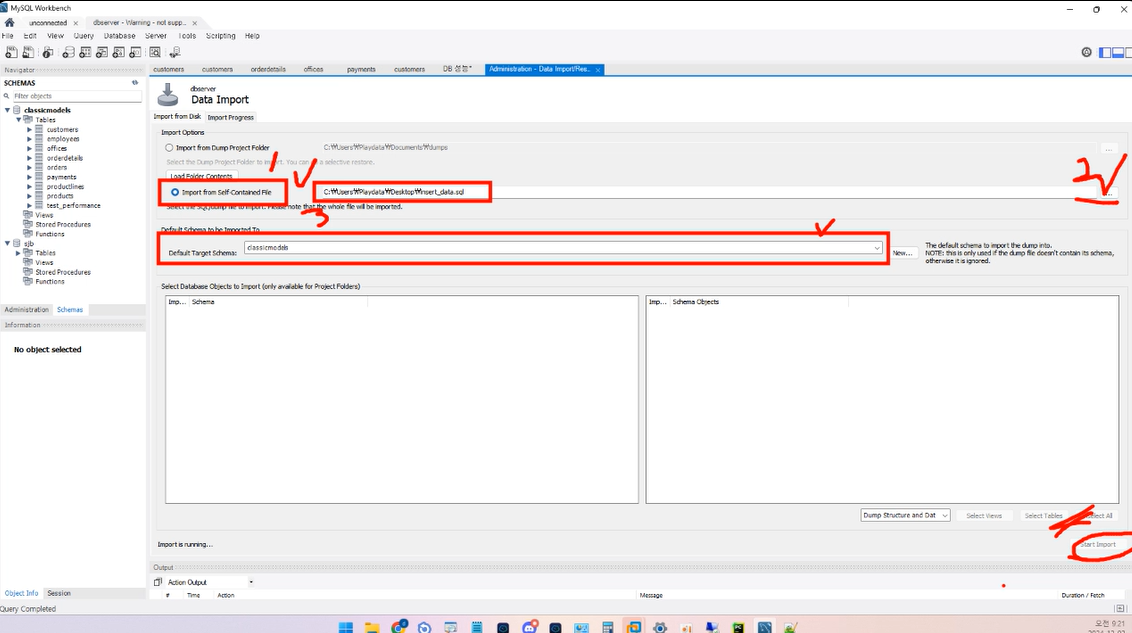 MySQL Workbench
unconnected × dbserver - Warning - not supp... ×
File Edit View Query Database Server Tools Scripting Help
Navigator
customers customers orderdetails offices payments customers DB 성능* Administration - Data Import/Res... ×
SCHEMAS
Filter objects
dbserver
Data Import
classicmodels
Tables
customers
employees
offices
orderdetails
orders
payments
productlines
products
test_performance
Views
Stored Procedures
Functions
sjb
Tables
Views
Stored Procedures
Functions
Administration Schemas
Information
No object selected
Import from Disk Import Progress
Import Options
Import from Dump Project Folder C:₩Users₩Playdata₩Documents₩dumps ...
Select the Dump Project Folder to import. You can a selective restore.
Load Folder Contents
1
2
Import from Self-Contained File C:₩Users₩Playdata₩Desktop₩insert_data.sql
Select the SQL/dump file to import. Please note that the whole file will be imported.
3
Default Schema to be Imported To
Default Target Schema: classicmodels New...
The default schema to import the dump into.
NOTE: this is only used if the dump file doesn't contain its schema,
otherwise it is ignored.
Select Database Objects to Import (only available for Project Folders)
Imp... Schema
Imp... Schema Objects
Dump Structure and Dat Select Views Select Tables Select All
Import is running...
Start Import
Output
Action Output
# Time Action Message Duration / Fetch
Object Info Session
Query Completed
오전 9:21